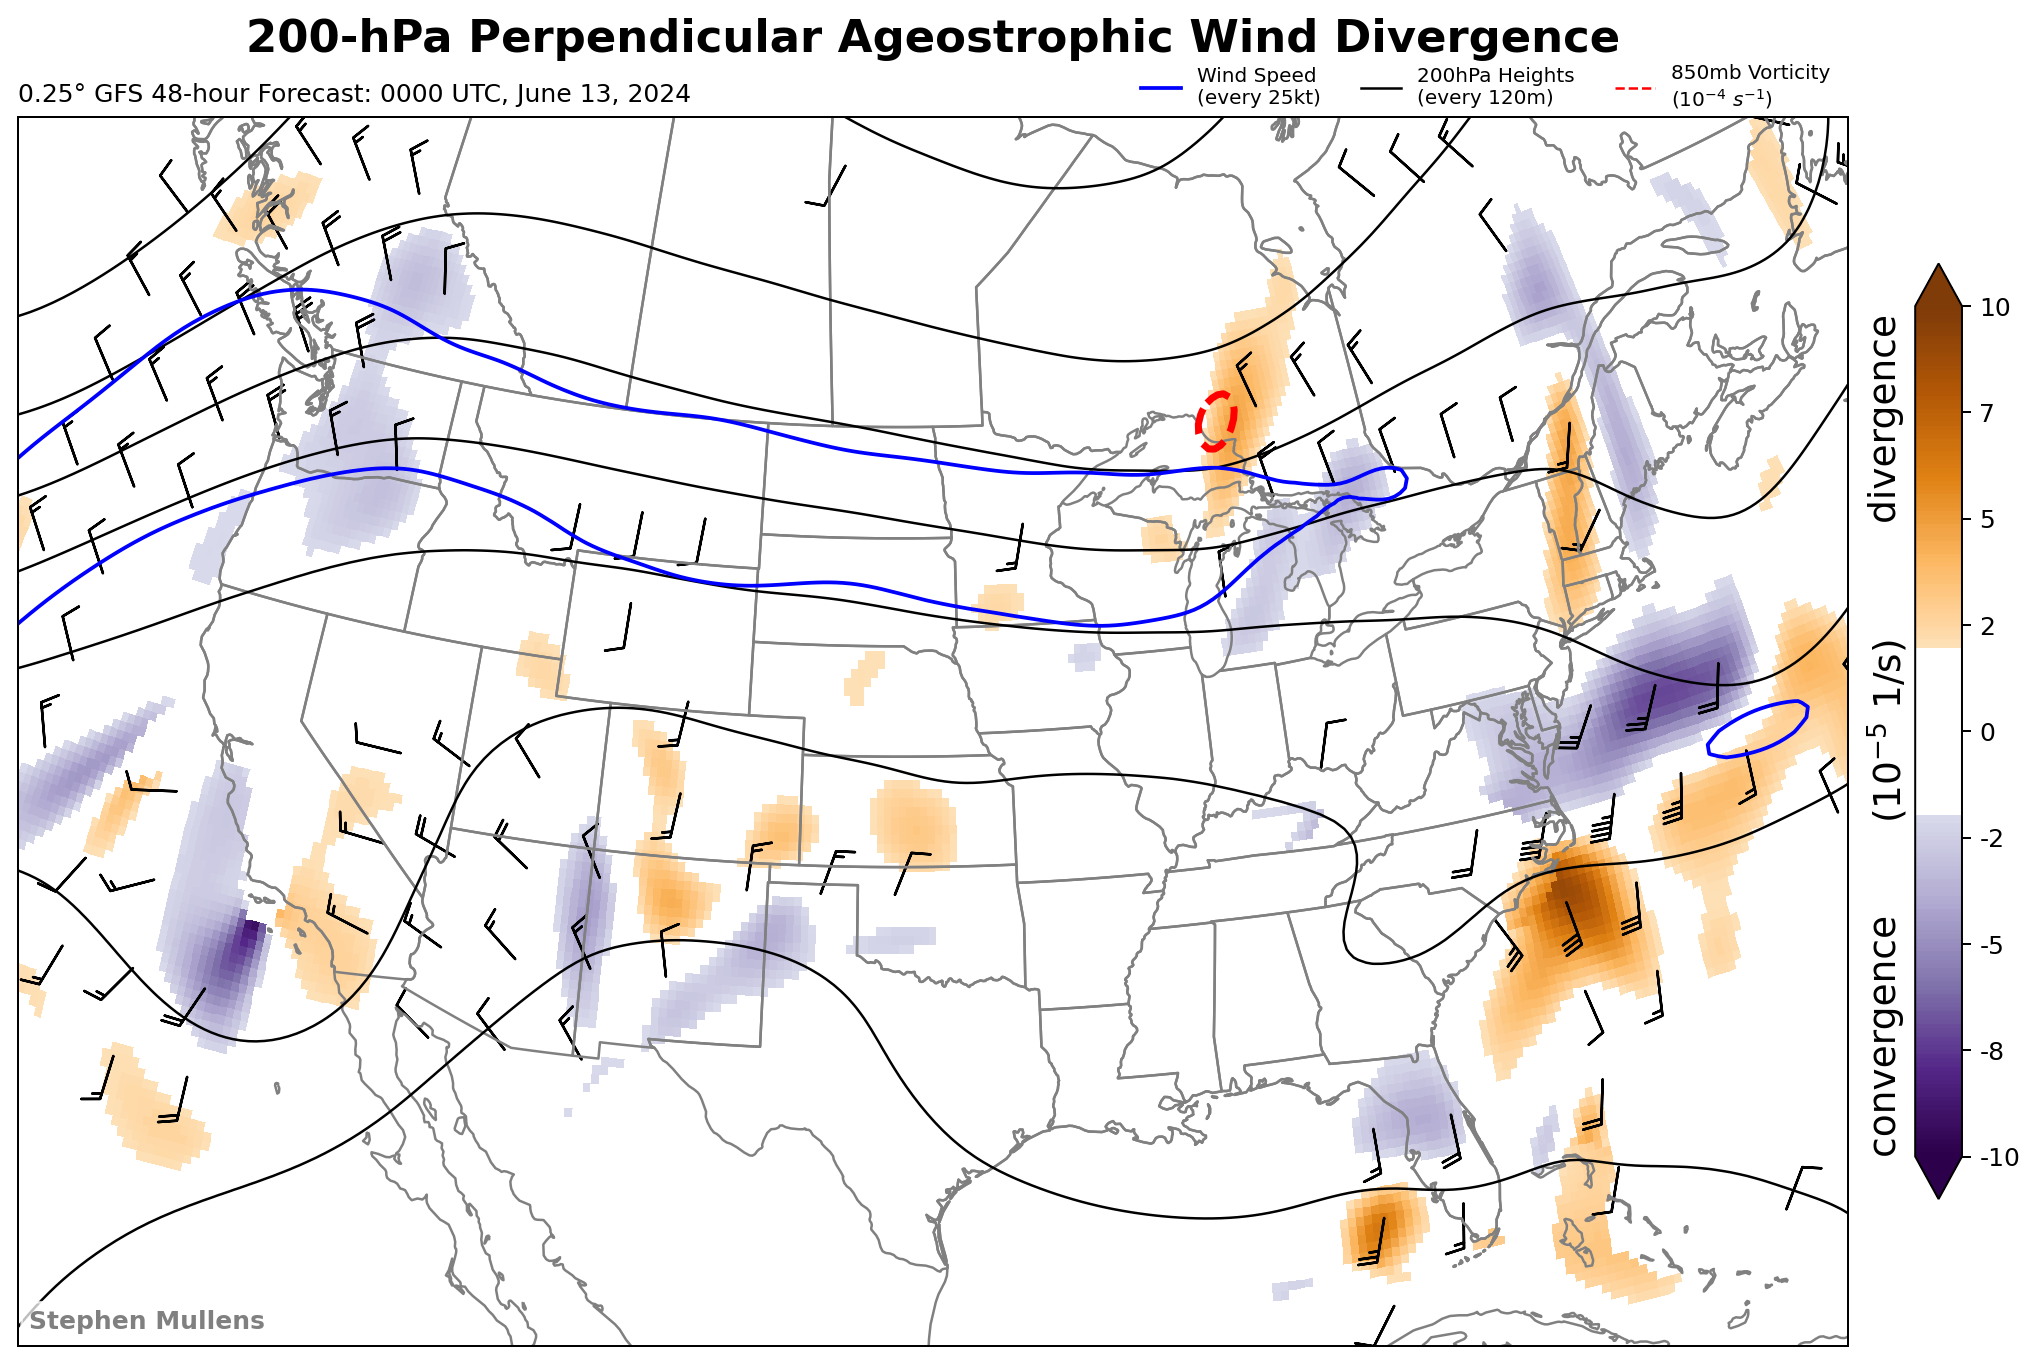 200-hPa Perpendicular Ageostrophic Wind Divergence
0.25° GFS 48-hour Forecast: 0000 UTC, June 13, 2024
Wind Speed
(every 25kt)
200hPa Heights
(every 120m)
850mb Vorticity
(10⁻⁴ s⁻¹)
10
7
5
2
0
-2
-5
-8
-10
convergence (10⁻⁵ 1/s) divergence
Stephen Mullens